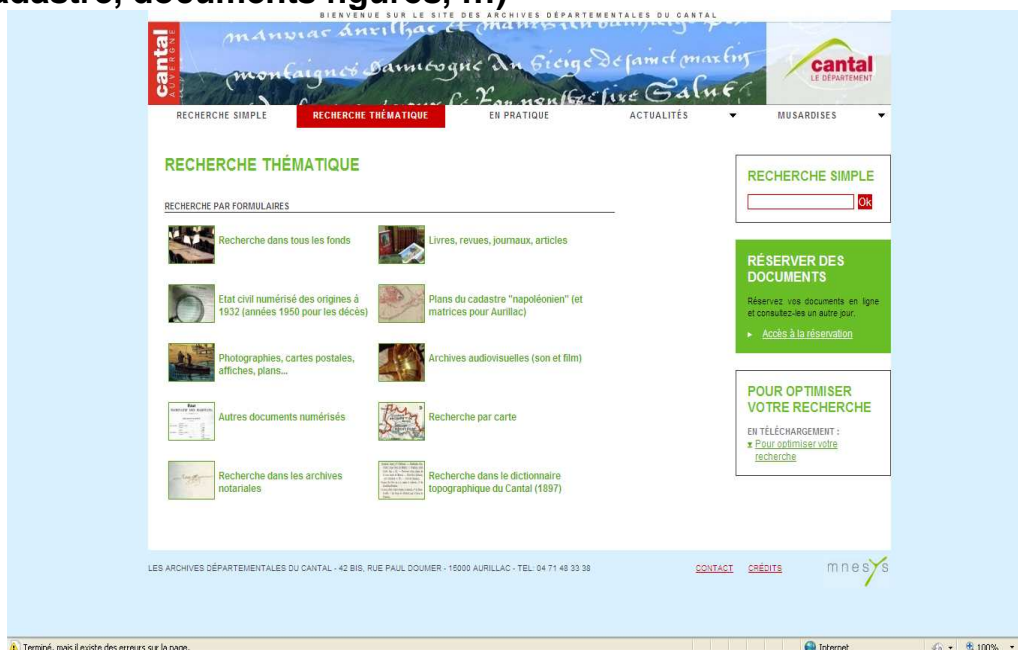 adastre, documents figurés, ...)
BIENVENUE SUR LE SITE DES ARCHIVES DÉPARTEMENTALES DU CANTAL
cantal
AUVERGNE
cantal
LE DÉPARTEMENT
RECHERCHE SIMPLE
RECHERCHE THÉMATIQUE
EN PRATIQUE
ACTUALITÉS
MUSARDISES
RECHERCHE THÉMATIQUE
RECHERCHE PAR FORMULAIRES
Recherche dans tous les fonds
Livres, revues, journaux, articles
Etat civil numérisé des origines à
1932 (années 1950 pour les décès)
Plans du cadastre "napoléonien" (et
matrices pour Aurillac)
Photographies, cartes postales,
affiches, plans...
Archives audiovisuelles (son et film)
Autres documents numérisés
Recherche par carte
Recherche dans les archives
notariales
Recherche dans le dictionnaire
topographique du Cantal (1897)
RECHERCHE SIMPLE
Ok
RÉSERVER DES
DOCUMENTS
Réservez vos documents en ligne
et consultez-les un autre jour.
Accès à la réservation
POUR OPTIMISER
VOTRE RECHERCHE
EN TÉLÉCHARGEMENT :
Pour optimiser votre
recherche
LES ARCHIVES DÉPARTEMENTALES DU CANTAL - 42 BIS, RUE PAUL DOUMER - 15000 AURILLAC - TEL: 04 71 48 33 38
CONTACT
CRÉDITS
mnesys
Terminé, mais il existe des erreurs sur la page.
Internet
100%